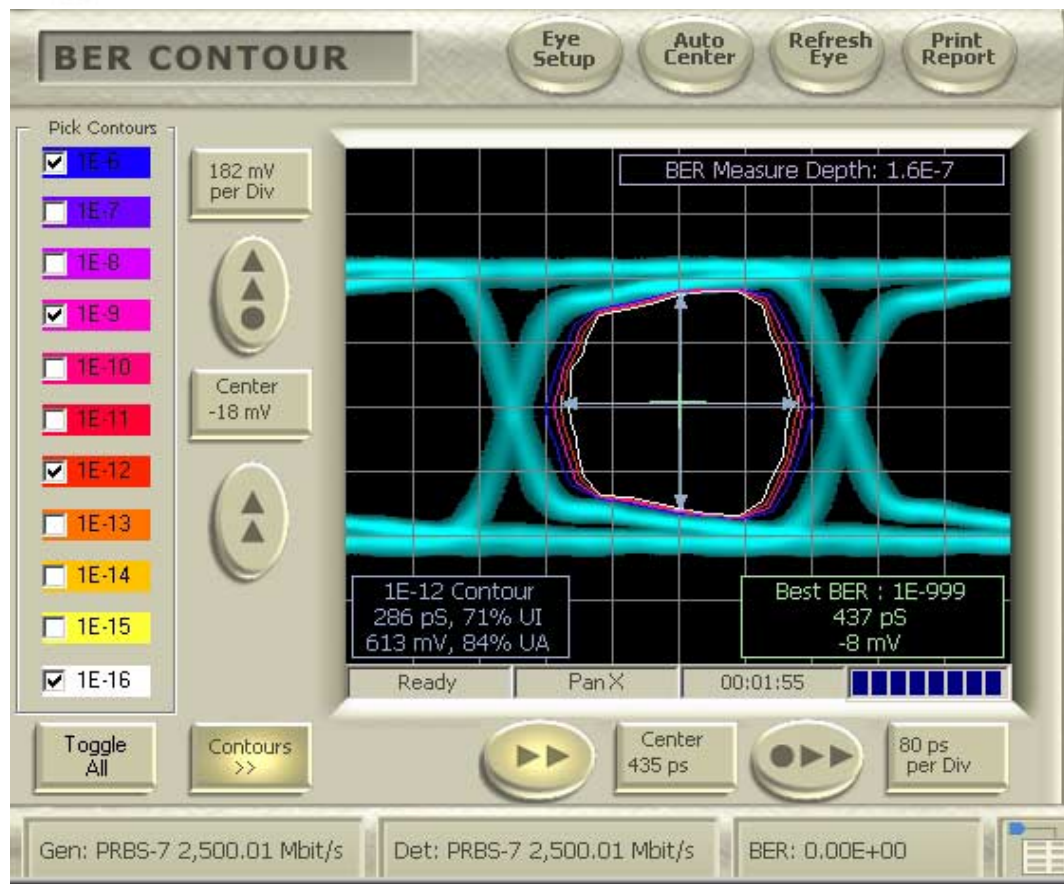 BER CONTOUR
Eye
Setup
Auto
Center
Refresh
Eye
Print
Report
Pick Contours
1E-6
1E-7
1E-8
1E-9
1E-10
1E-11
1E-12
1E-13
1E-14
1E-15
1E-16
182 mV
per Div
Center
-18 mV
BER Measure Depth: 1.6E-7
1E-12 Contour
286 pS, 71% UI
613 mV, 84% UA
Best BER : 1E-999
437 pS
-8 mV
Ready
Pan X
00:01:55
Toggle
All
Contours
>>
Center
435 ps
80 ps
per Div
Gen: PRBS-7 2,500.01 Mbit/s
Det: PRBS-7 2,500.01 Mbit/s
BER: 0.00E+00